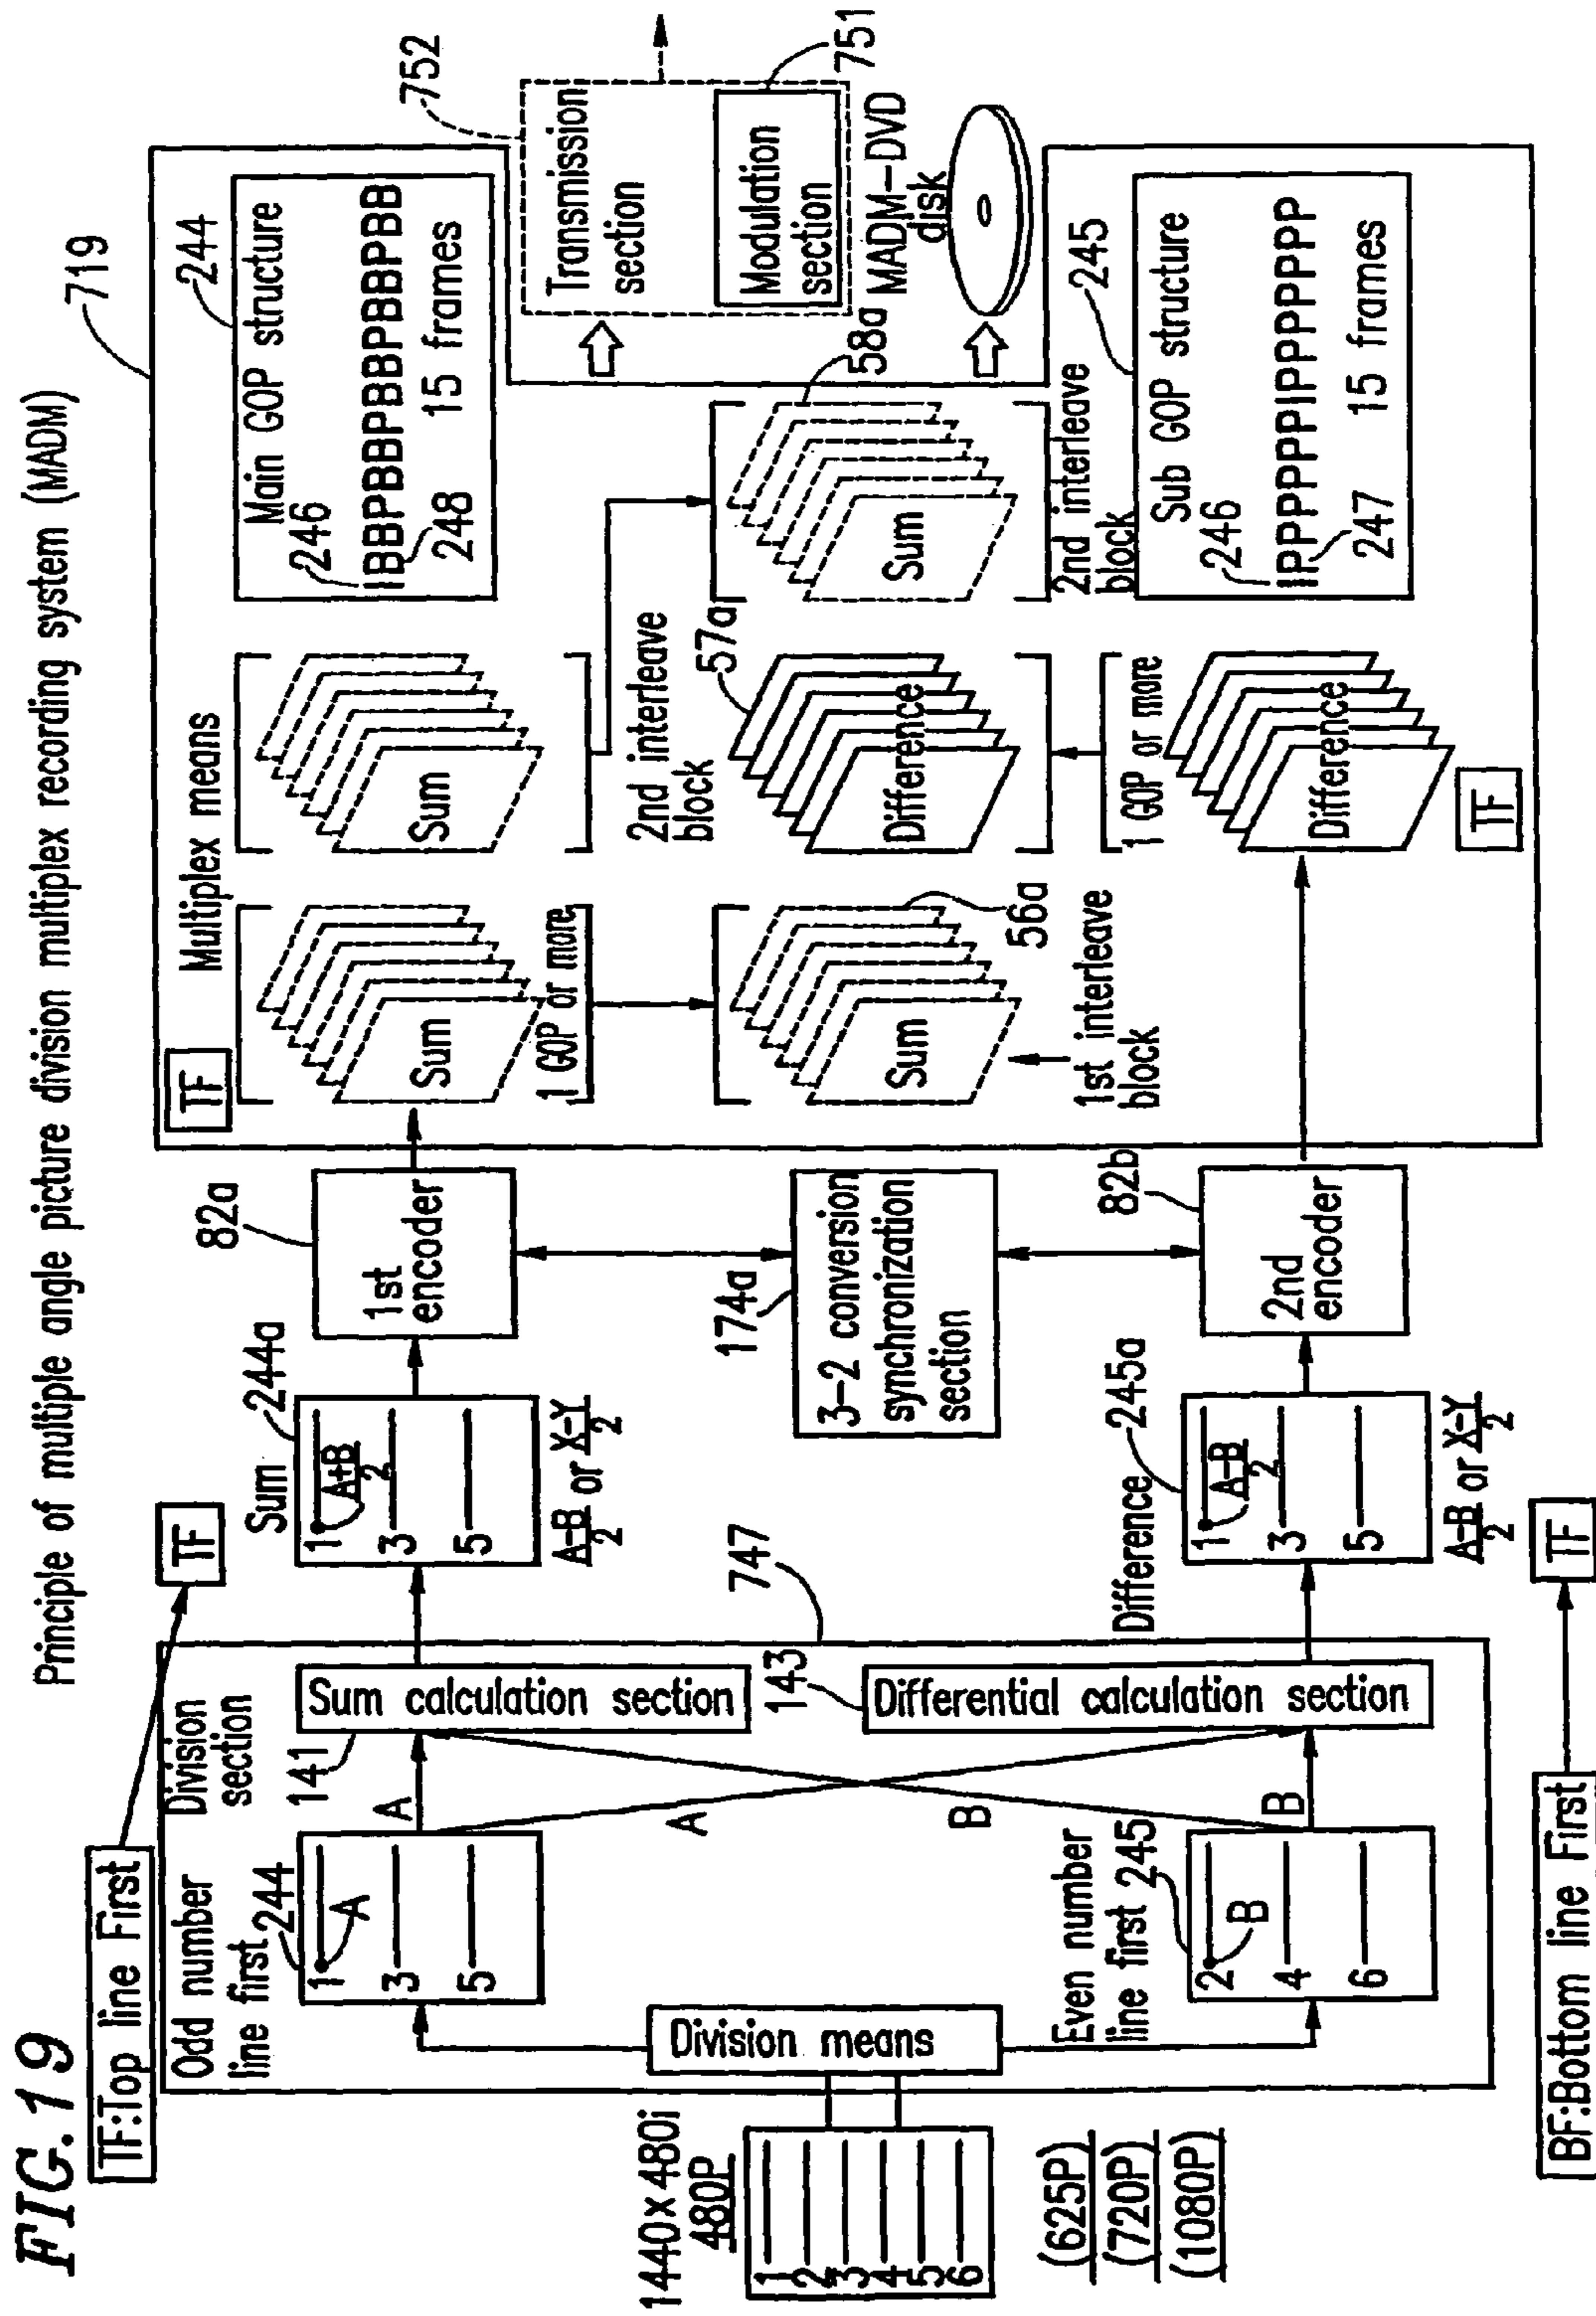 FIG. 19
Principle of multiple angle picture division multiplex recording system (MADM)
TF:Top line First
TF
1440×480i
480P
1
2
3
4
5
6
(625P)
(720P)
(1080P)
Division
section
747
Odd number
line first 244
1
A
3
5
Division means
Even number
line first 245
2
B
4
6
A
A
B
B
141
Sum calculation section
143
Differential calculation section
BF:Bottom line First
TF
Sum
244a
1
A+B
2
3
5
A-B
2
or
X-Y
2
Difference
245a
1
A-B
2
3
5
A-B
2
or
X-Y
2
82a
1st
encoder
174a
3-2 conversion
synchronization
section
82b
2nd
encoder
719
TF
Multiplex means
Sum
1 GOP or more
Sum
56a
1st interleave
block
Sum
2nd interleave
block
57a
Difference
1 GOP or more
Difference
TF
58a
Sum
2nd interleave
block
244
Main GOP structure
246
IBBPBBPBBPBBPBB
248
15 frames
245
Sub GOP structure
246
IPPPPPIPPPPPP
247
15 frames
752
Transmission
section
Modulation
section
751
MADM-DVD
disk